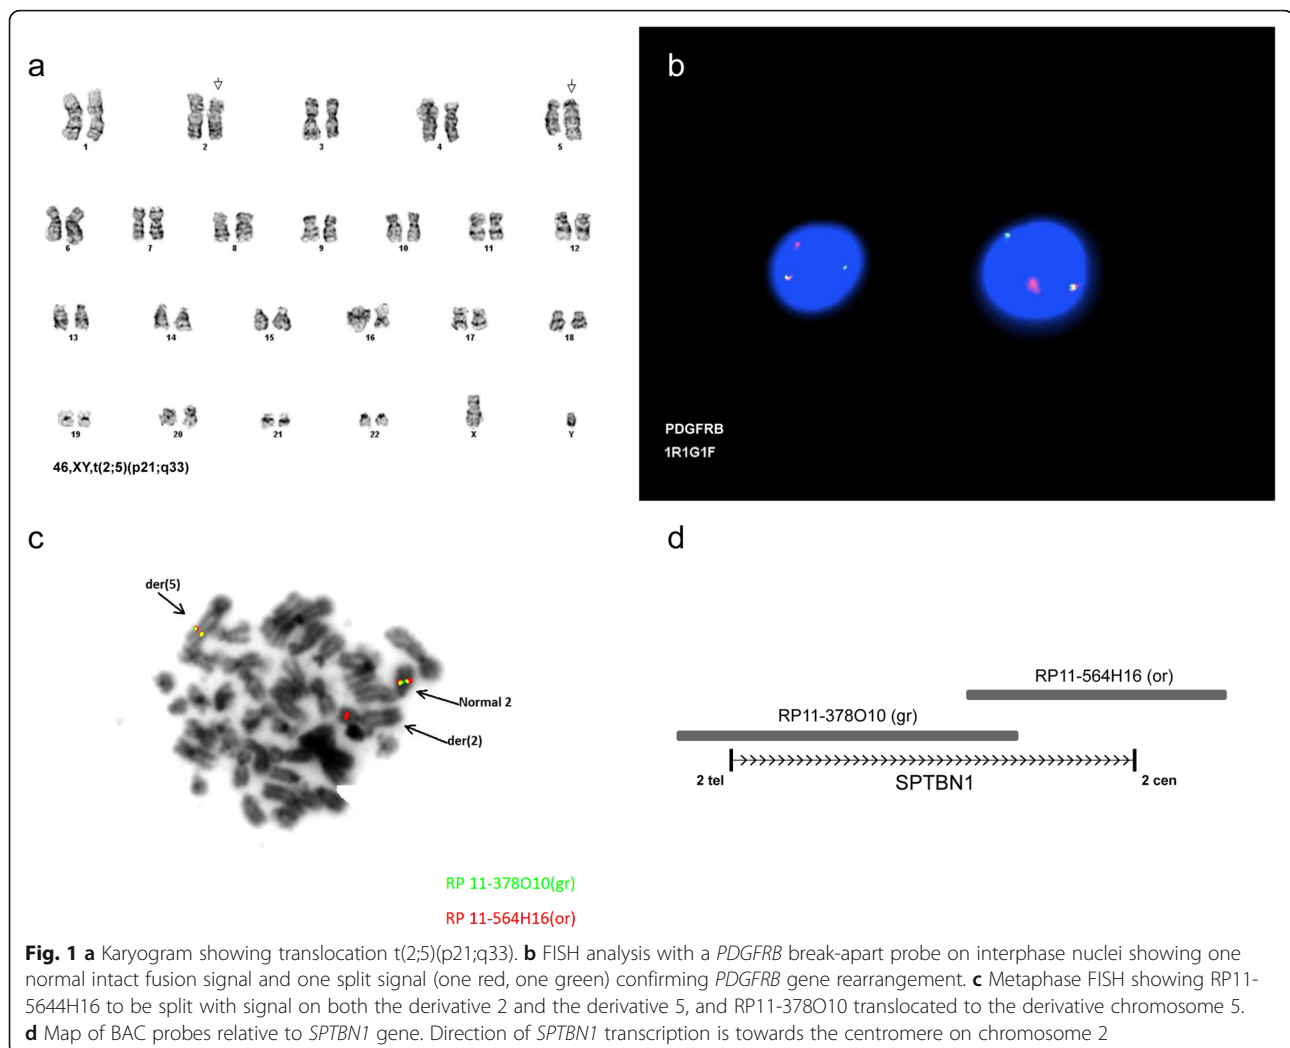 a
1 2 3 4 5
6 7 8 9 10 11 12
13 14 15 16 17 18
19 20 21 22 X Y
46,XY,t(2;5)(p21;q33)
b
PDGFRB
1R1G1F
c
der(5)
Normal 2
der(2)
RP 11-378O10(gr)
RP 11-564H16(or)
d
RP11-564H16 (or)
RP11-378O10 (gr)
2 tel
SPTBN1
2 cen
Fig. 1 a Karyogram showing translocation t(2;5)(p21;q33). b FISH analysis with a PDGFRB break-apart probe on interphase nuclei showing one
normal intact fusion signal and one split signal (one red, one green) confirming PDGFRB gene rearrangement. c Metaphase FISH showing RP11-
5644H16 to be split with signal on both the derivative 2 and the derivative 5, and RP11-378O10 translocated to the derivative chromosome 5.
d Map of BAC probes relative to SPTBN1 gene. Direction of SPTBN1 transcription is towards the centromere on chromosome 2